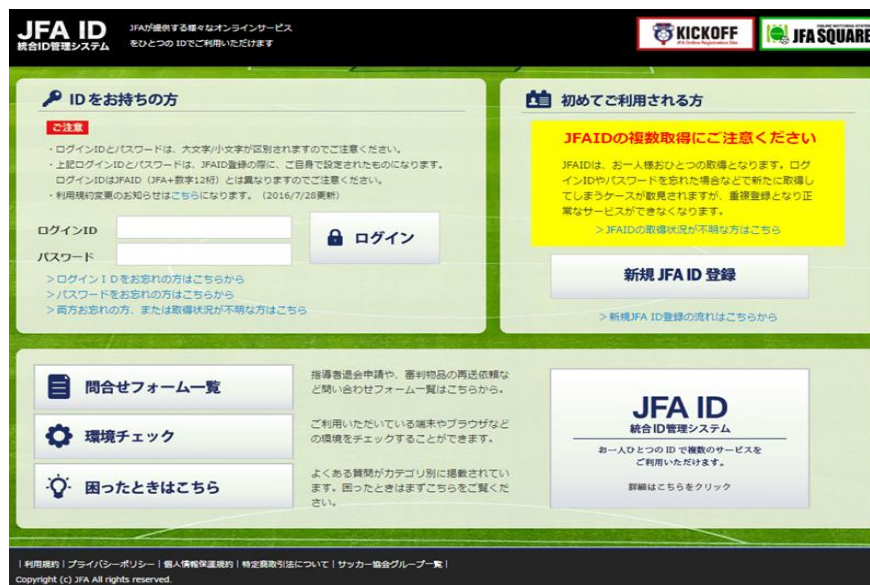 JFA ID
統合ID管理システム
JFAが提供する様々なオンラインサービス
をひとつの IDでご利用いただけます
KICKOFF
JFA Online Registration Site
ONLINE MATCHING SYSTEM
JFA SQUARE
IDをお持ちの方
ご注意
・ログインIDとパスワードは、大文字/小文字が区別されますのでご注意ください。
・上記ログインIDとパスワードは、JFAID登録の際に、ご自身で設定されたものになります。
ログインIDはJFAID（JFA+数字12桁）とは異なりますのでご注意ください。
・利用規約変更のお知らせはこちらになります。（2016/7/28更新）
ログインID
パスワード
ログイン
＞ログインＩＤをお忘れの方はこちらから
＞パスワードをお忘れの方はこちらから
＞両方お忘れの方、または取得状況が不明な方はこちら
初めてご利用される方
JFAIDの複数取得にご注意ください
JFAIDは、お一人様おひとつの取得となります。ログ
インIDやパスワードを忘れた場合などで新たに取得し
てしまうケースが散見されますが、重複登録となり正
常なサービスができなくなります。
＞JFAIDの取得状況が不明な方はこちら
新規 JFA ID 登録
＞新規JFA ID登録の流れはこちらから
問合せフォーム一覧
指導者退会申請や、審判物品の再送依頼な
ど問い合わせフォーム一覧はこちらから。
環境チェック
ご利用いただいている端末やブラウザなど
の環境をチェックすることができます。
困ったときはこちら
よくある質問がカテゴリ別に掲載されてい
ます。困ったときはまずこちらをご覧くだ
さい。
JFA ID
統合ID管理システム
お一人ひとつの ID で複数のサービスを
ご利用いただけます。
詳細はこちらをクリック
| 利用規約 | プライバシーポリシー | 個人情報保護規約 | 特定商取引法について | サッカー協会グループ一覧 |
Copyright (c) JFA All rights reserved.